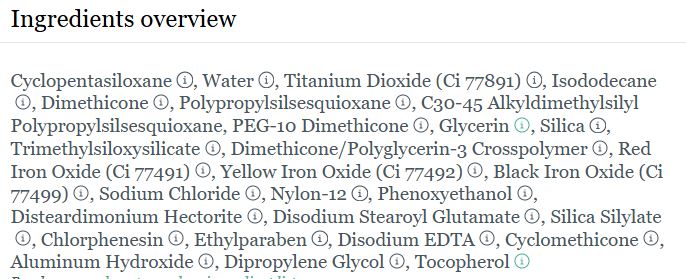 Ingredients overview
Cyclopentasiloxane ⓘ, Water ⓘ, Titanium Dioxide (Ci 77891) ⓘ, Isododecane
ⓘ, Dimethicone ⓘ, Polypropylsilsesquioxane ⓘ, C30-45 Alkyldimethylsilyl
Polypropylsilsesquioxane, PEG-10 Dimethicone ⓘ, Glycerin ⓘ, Silica ⓘ,
Trimethylsiloxysilicate ⓘ, Dimethicone/Polyglycerin-3 Crosspolymer ⓘ, Red
Iron Oxide (Ci 77491) ⓘ, Yellow Iron Oxide (Ci 77492) ⓘ, Black Iron Oxide (Ci
77499) ⓘ, Sodium Chloride ⓘ, Nylon-12 ⓘ, Phenoxyethanol ⓘ,
Disteardimonium Hectorite ⓘ, Disodium Stearoyl Glutamate ⓘ, Silica Silylate
ⓘ, Chlorphenesin ⓘ, Ethylparaben ⓘ, Disodium EDTA ⓘ, Cyclomethicone ⓘ,
Aluminum Hydroxide ⓘ, Dipropylene Glycol ⓘ, Tocopherol ⓘ